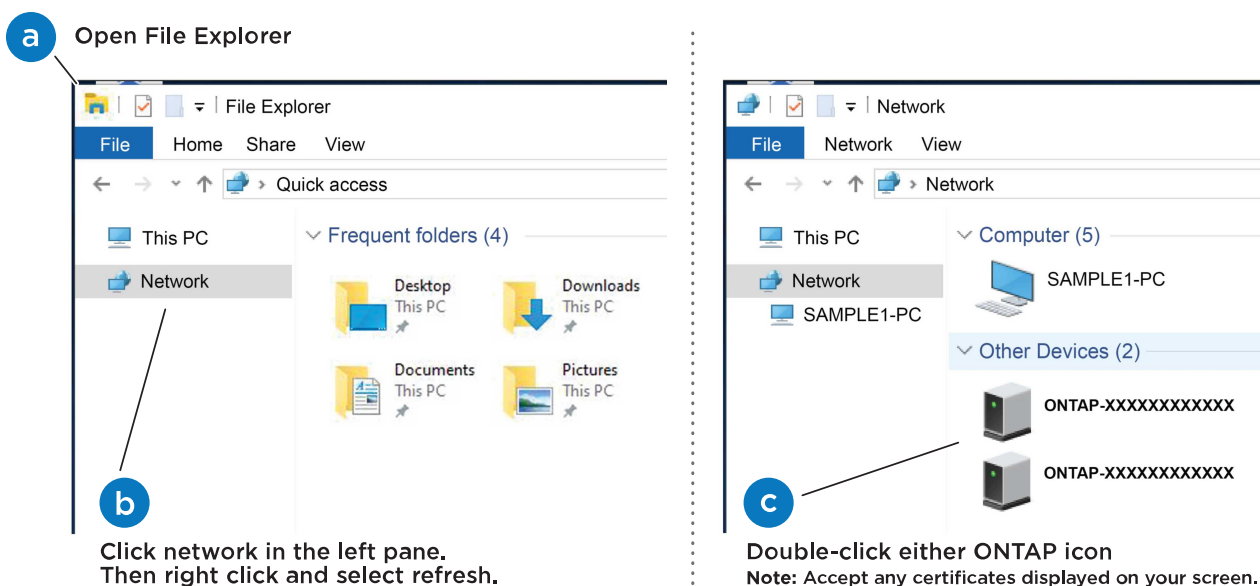 a
Open File Explorer
File Explorer
File Home Share View
Quick access
This PC
Network
Frequent folders (4)
Desktop
This PC
Downloads
This PC
Documents
This PC
Pictures
This PC
b
Click network in the left pane.
Then right click and select refresh.
Network
File Network View
Network
This PC
Network
SAMPLE1-PC
Computer (5)
SAMPLE1-PC
Other Devices (2)
ONTAP-XXXXXXXXXXXX
ONTAP-XXXXXXXXXXXX
c
Double-click either ONTAP icon
Note: Accept any certificates displayed on your screen.